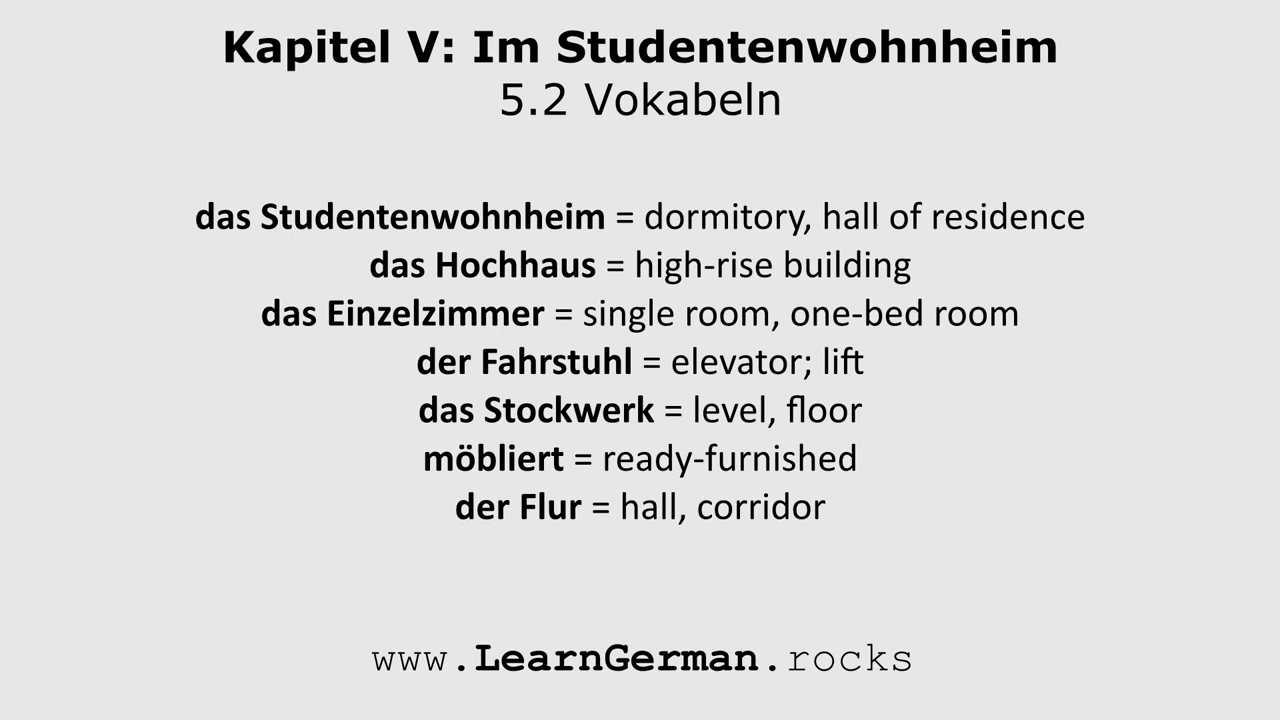 Kapitel V: Im Studentenwohnheim
5.2 Vokabeln
das Studentenwohnheim = dormitory, hall of residence
das Hochhaus = high-rise building
das Einzelzimmer = single room, one-bed room
der Fahrstuhl = elevator; lift
das Stockwerk = level, floor
möbliert = ready-furnished
der Flur = hall, corridor
www.LearnGerman.rocks